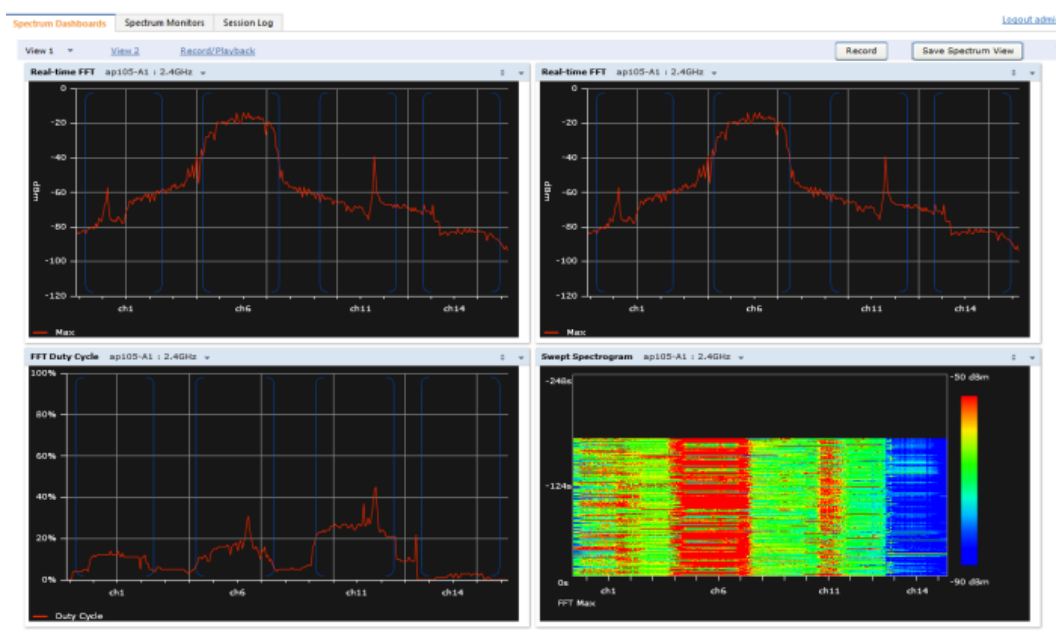 Spectrum Dashboards Spectrum Monitors Session Log
Logout admi
View 1 View 2 Record/Playback Record Save Spectrum View
Real-time FFT ap105-A1 : 2.4GHz
0
-20
-40
-60
-80
-100
-120
dBm
ch1 ch6 ch11 ch14
Max
Real-time FFT ap105-A1 : 2.4GHz
0
-20
-40
-60
-80
-100
-120
dBm
ch1 ch6 ch11 ch14
Max
FFT Duty Cycle ap105-A1 : 2.4GHz
100%
80%
60%
40%
20%
0%
ch1 ch6 ch11 ch14
Duty Cycle
Swept Spectrogram ap105-A1 : 2.4GHz
-248s
-124s
0s
ch1 ch6 ch11 ch14
FFT Max
-50 dBm
-90 dBm